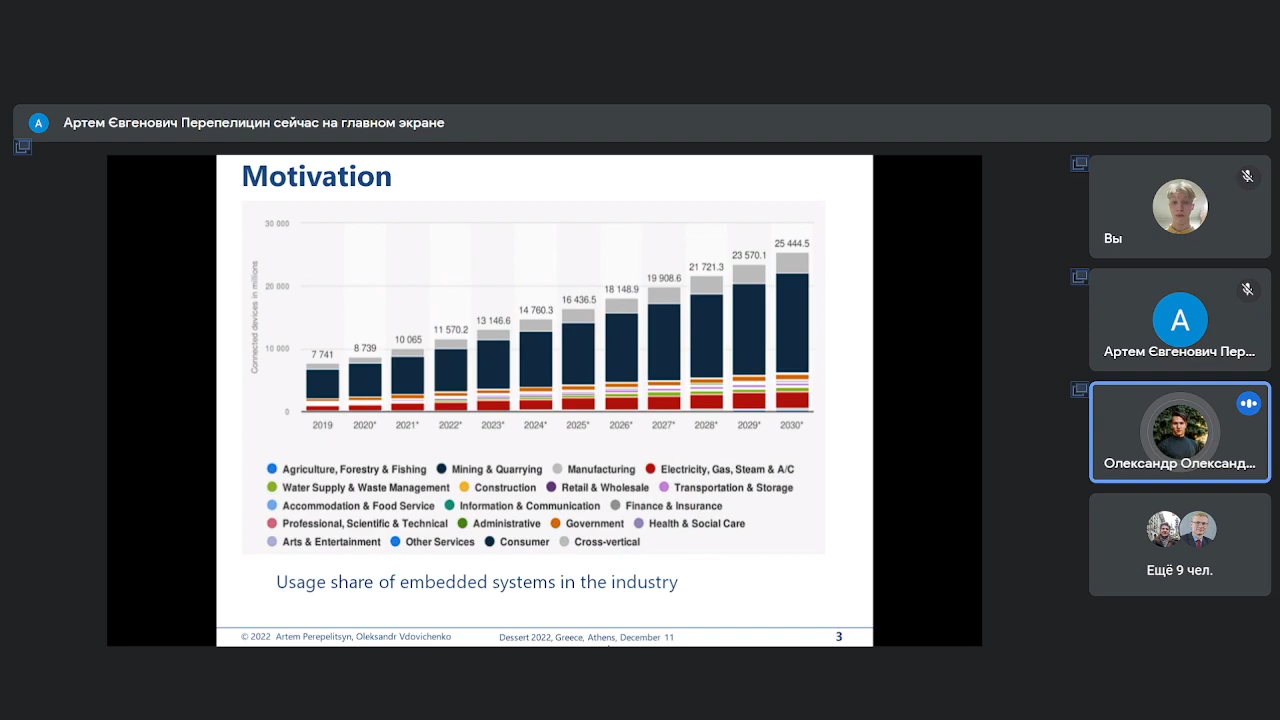 A
Артем Євгенович Перепелицин сейчас на главном экране
Motivation
Connected devices in millions
30 000
20 000
10 000
0
7 741
8 739
10 065
11 570.2
13 146.6
14 760.3
16 436.5
18 148.9
19 908.6
21 721.3
23 570.1
25 444.5
2019 2020* 2021* 2022* 2023* 2024* 2025* 2026* 2027* 2028* 2029* 2030*
Agriculture, Forestry & Fishing Mining & Quarrying Manufacturing Electricity, Gas, Steam & A/C
Water Supply & Waste Management Construction Retail & Wholesale Transportation & Storage
Accommodation & Food Service Information & Communication Finance & Insurance
Professional, Scientific & Technical Administrative Government Health & Social Care
Arts & Entertainment Other Services Consumer Cross-vertical
Usage share of embedded systems in the industry
© 2022 Artem Perepelitsyn, Oleksandr Vdovichenko
Dessert 2022, Greece, Athens, December 11
3
Вы
A
Артем Євгенович Пер...
Олександр Олександ...
Ещё 9 чел.